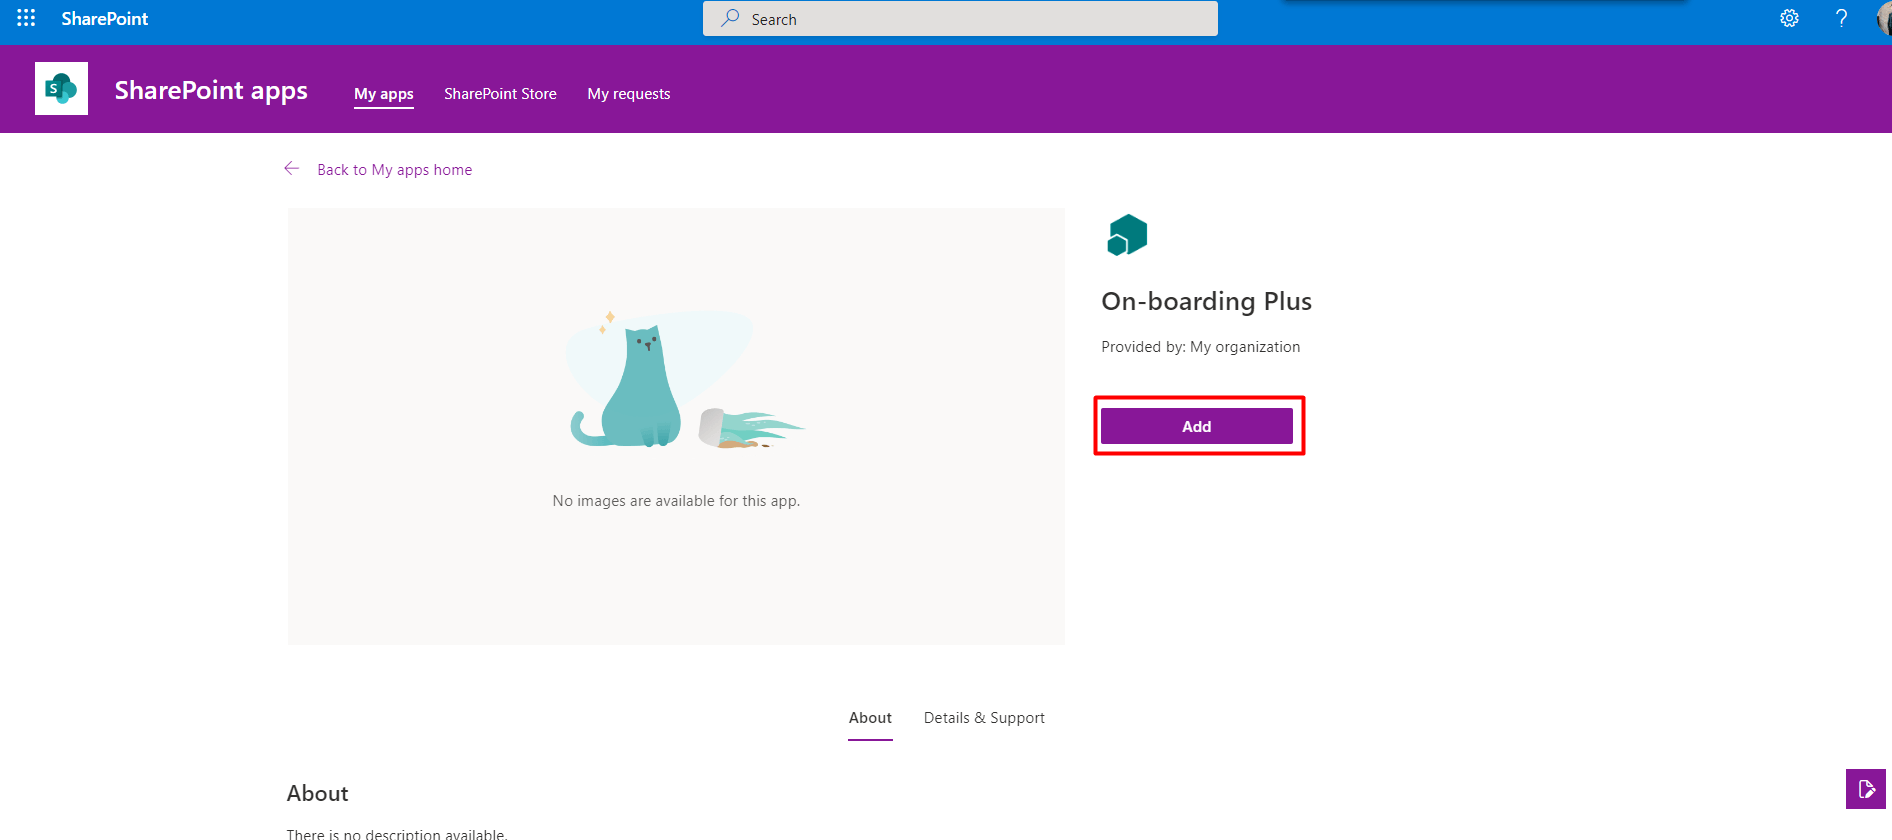 SharePoint
Search
?
S
SharePoint apps
My apps
SharePoint Store
My requests
Back to My apps home
On-boarding Plus
Provided by: My organization
Add
No images are available for this app.
About
Details & Support
About
There is no description available.